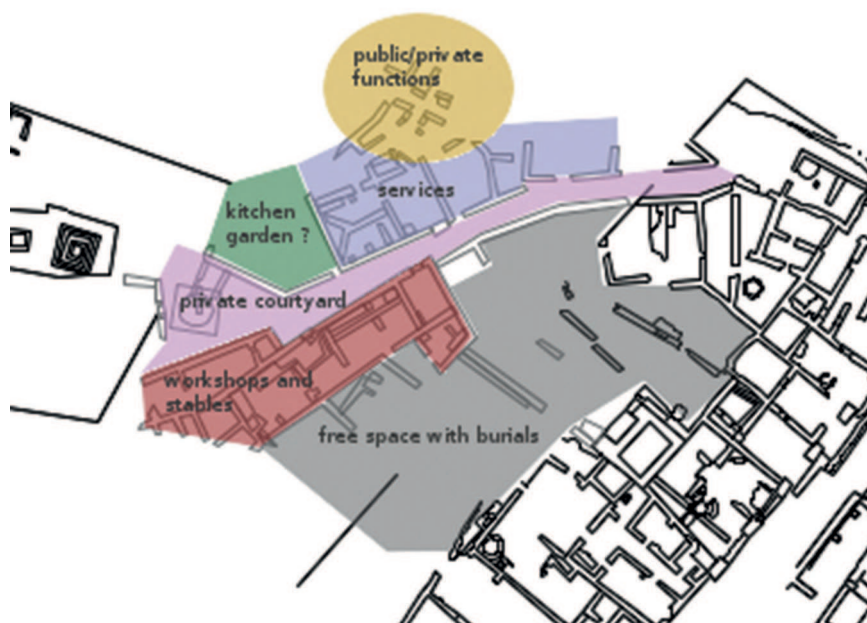 public/private
functions
services
kitchen
garden ?
private courtyard
workshops and
stables
free space with burials